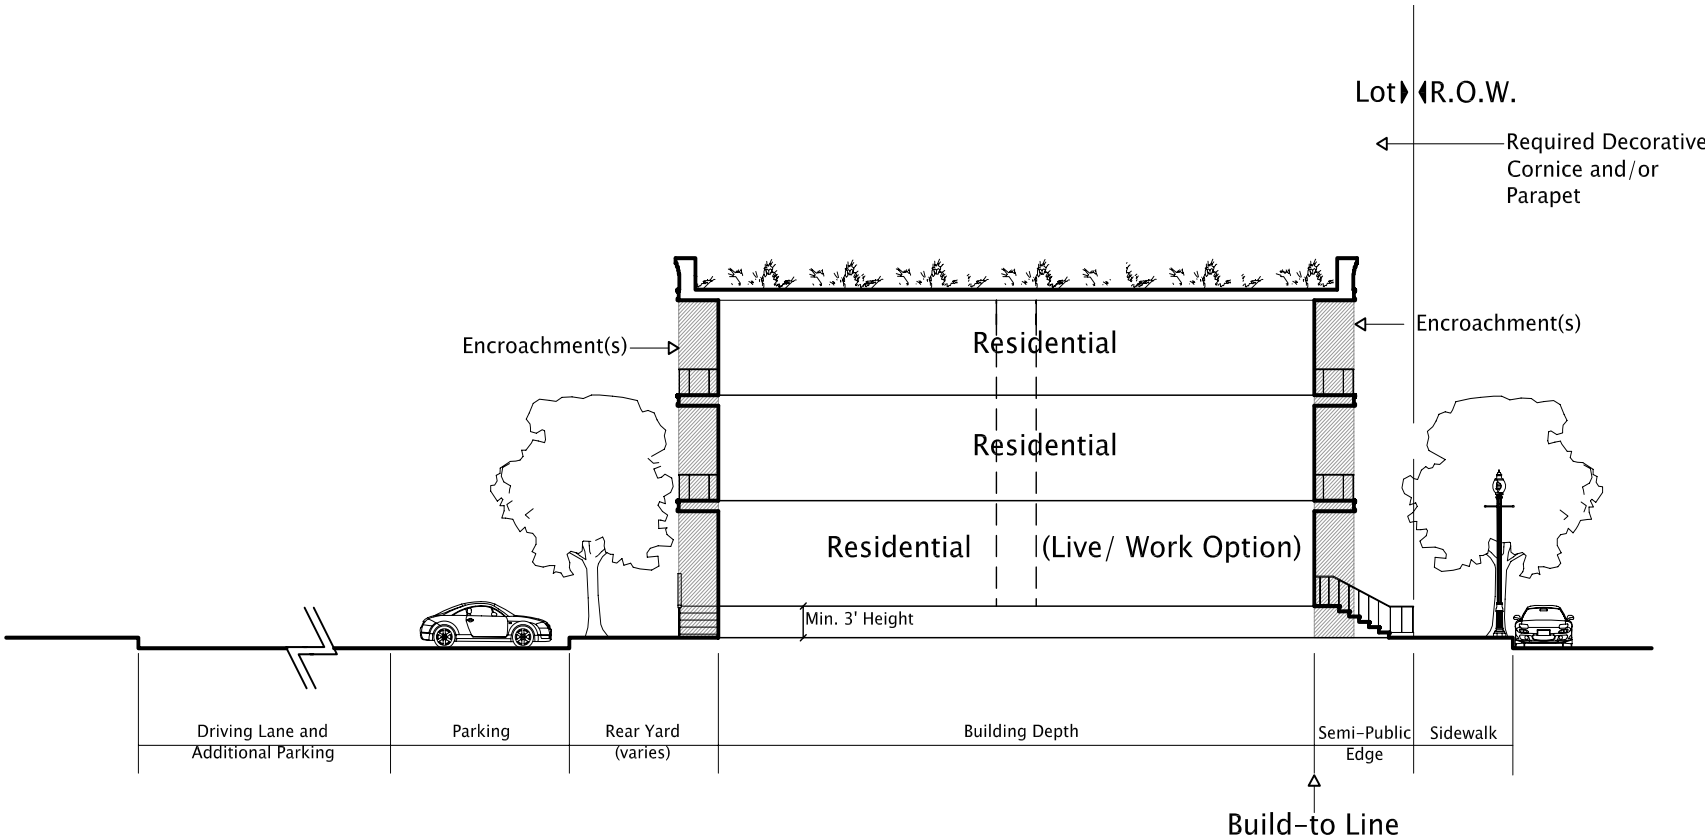 Lot R.O.W.
Required Decorative
Cornice and/or
Parapet
Encroachment(s)
Encroachment(s)
Residential
Residential
Residential (Live/ Work Option)
Min. 3' Height
Driving Lane and
Additional Parking
Parking
Rear Yard
(varies)
Building Depth
Semi-Public
Edge
Sidewalk
Build-to Line